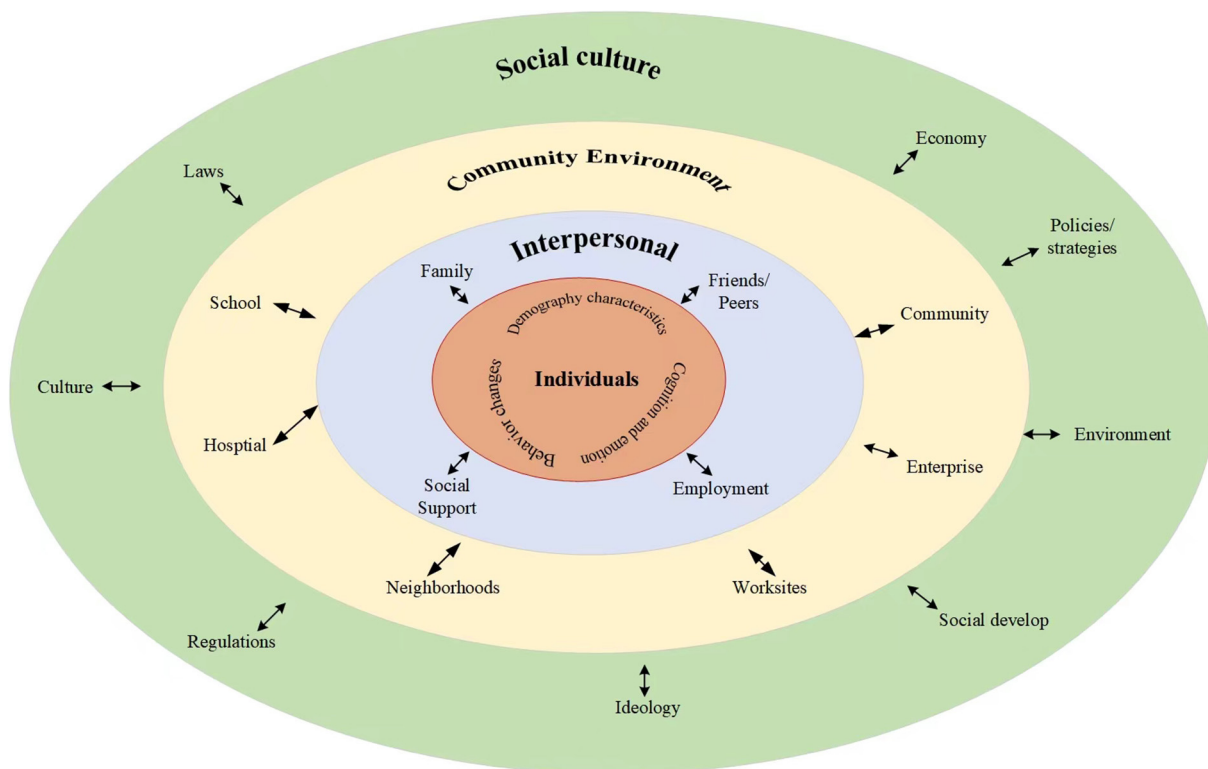 Social culture
Economy
Laws
Community Environment
Policies/
strategies
Interpersonal
Family
Friends/
Peers
School
Demography characteristics
Community
Individuals
Culture
Behavior changes
Cognition and emotion
Hosptial
Environment
Enterprise
Social
Support
Employment
Neighborhoods
Worksites
Social develop
Regulations
Ideology